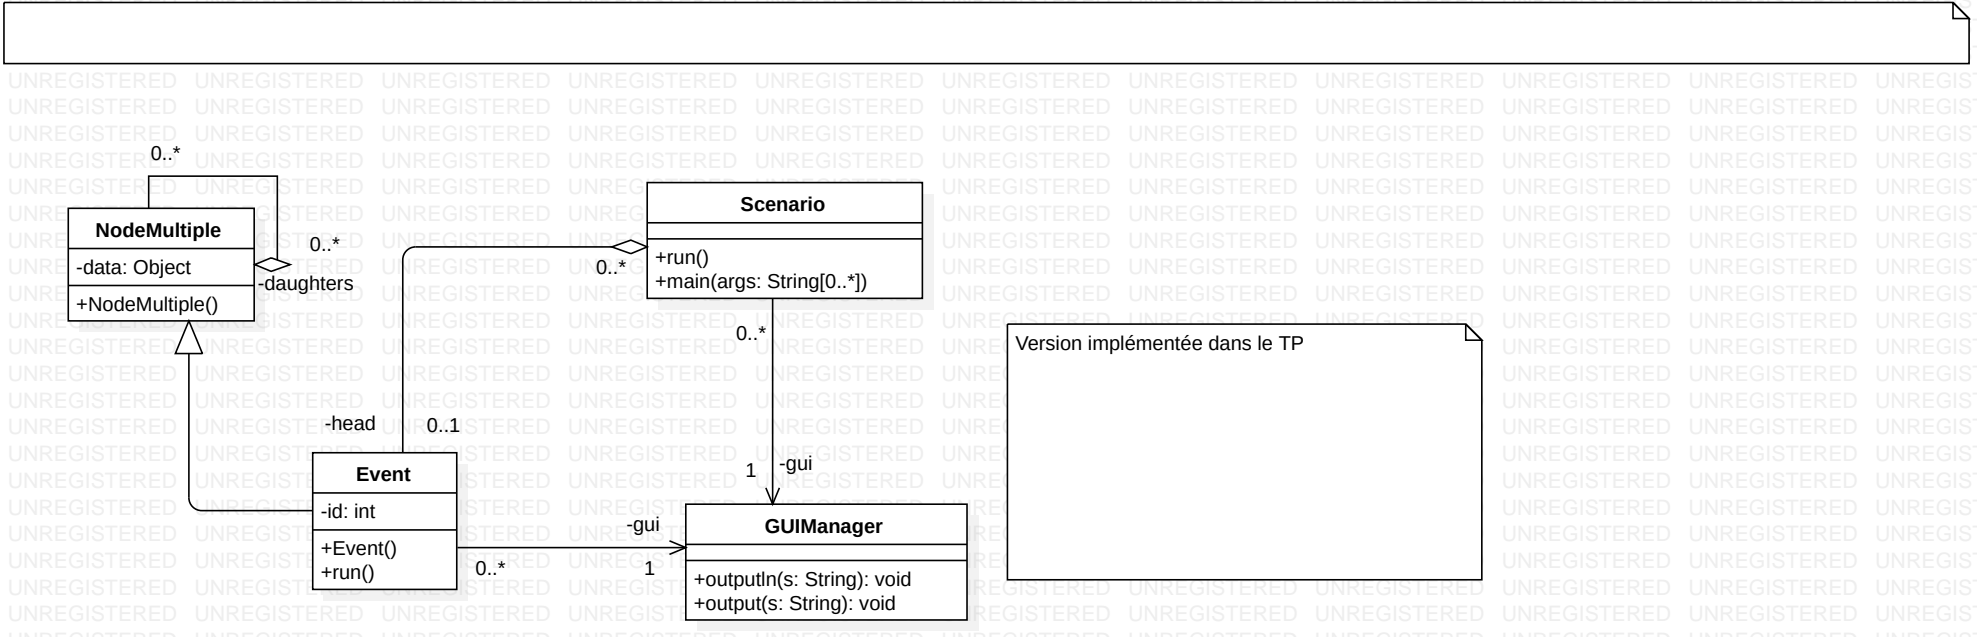 UNREGISTERED
0..*
NodeMultiple
-data: Object
+NodeMultiple()
0..*
-daughters
Scenario
+run()
+main(args: String[0..*])
0..*
0..*
Version implémentée dans le TP
-head
0..1
Event
-id: int
+Event()
+run()
1
-gui
-gui
0..*
1
GUIManager
+outputln(s: String): void
+output(s: String): void